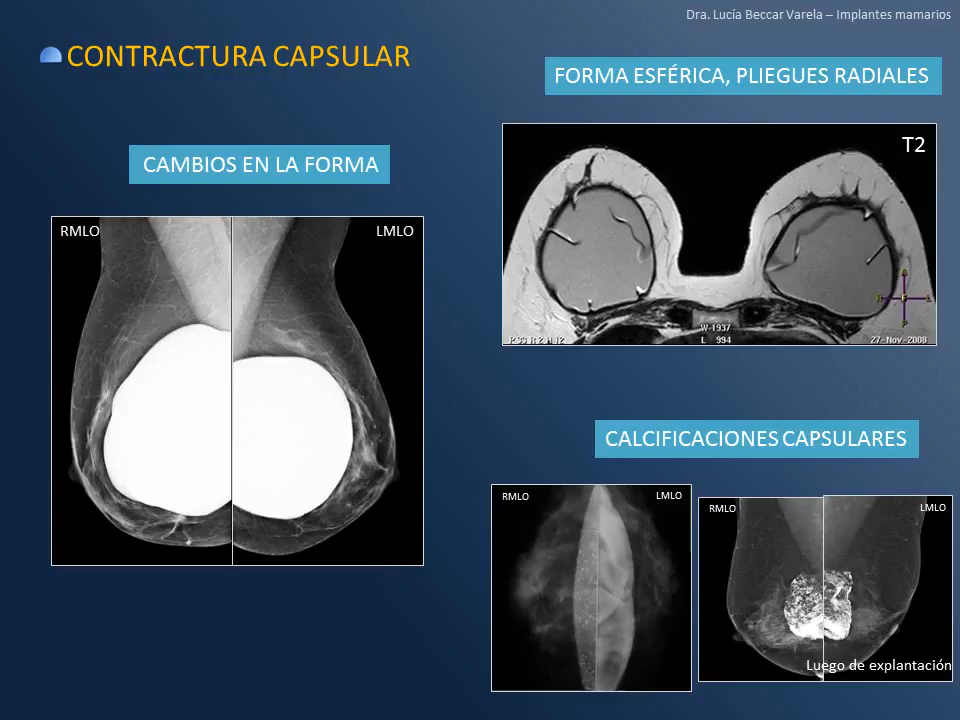 Dra. Lucía Beccar Varela – Implantes mamarios
CONTRACTURA CAPSULAR
FORMA ESFÉRICA, PLIEGUES RADIALES
CAMBIOS EN LA FORMA
T2
RMLO
LMLO
W-1937
L 994
27-Nov-2008
CALCIFICACIONES CAPSULARES
RMLO
LMLO
RMLO
LMLO
Luego de explantación